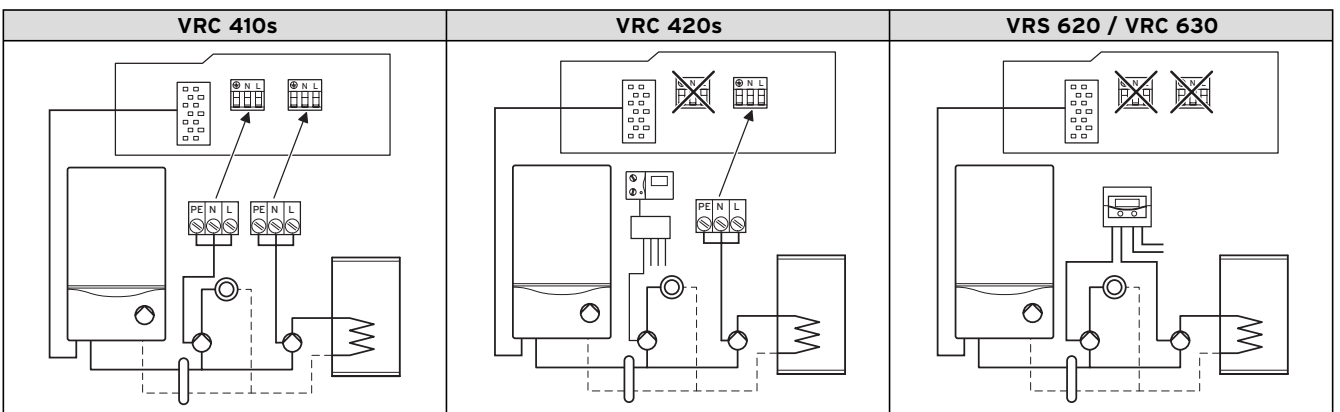 VRC 410s
VRC 420s
VRS 620 / VRC 630
N L
N L
N L
N
N
N
PE N L
PE N L
PE N L